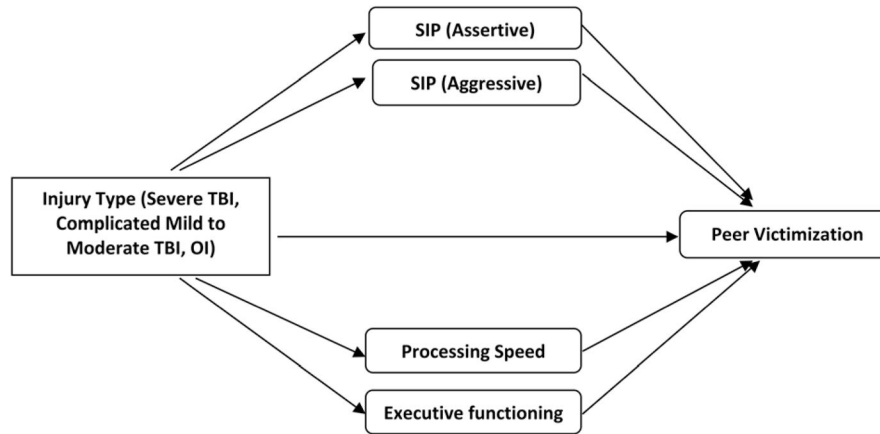 SIP (Assertive)
SIP (Aggressive)
Injury Type (Severe TBI,
Complicated Mild to
Moderate TBI, OI)
Peer Victimization
Processing Speed
Executive functioning